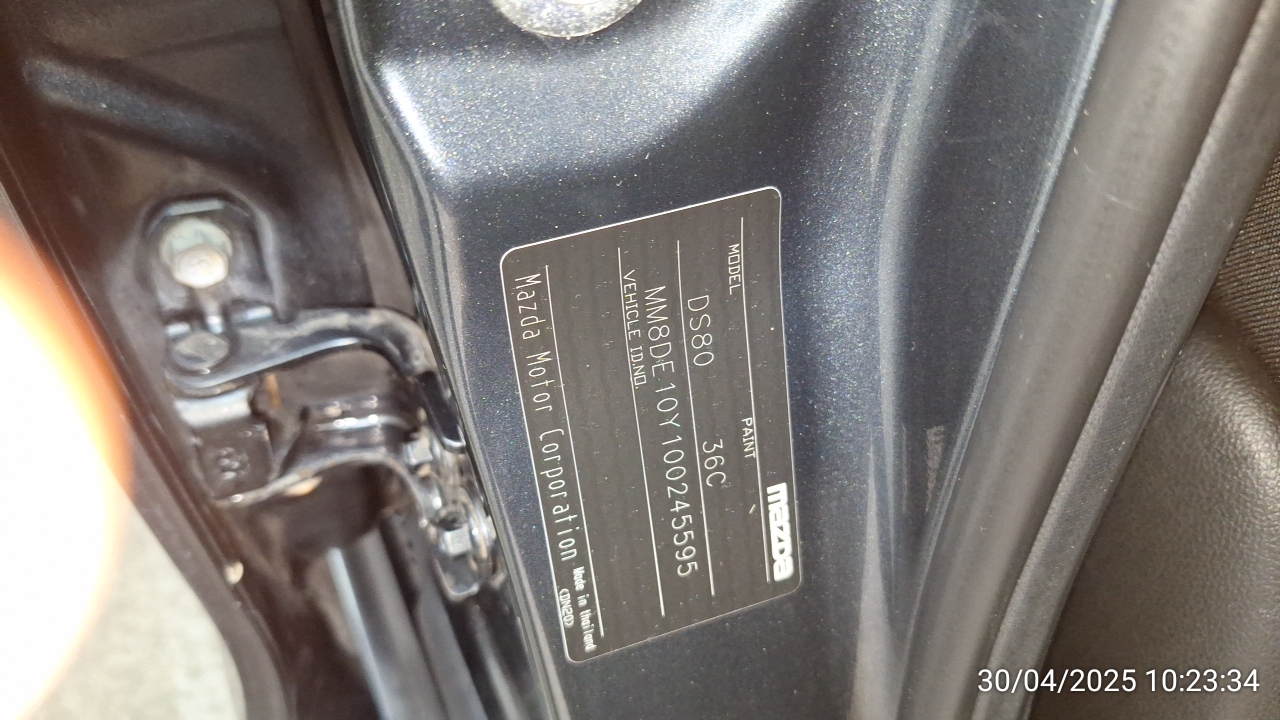 mazda
MODEL PAINT
DS80 36C
MM8DE10Y100245595
VEHICLE ID.NO.
Mazda Motor Corporation Made in thailand
(DN20)
30/04/2025 10:23:34